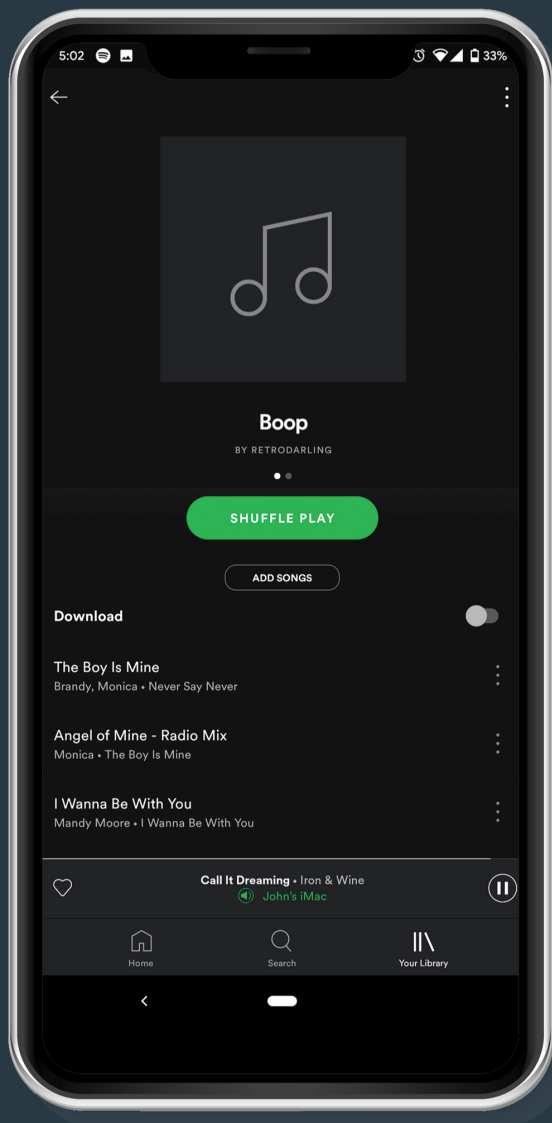 5:02
33%
Boop
BY RETRODARLING
SHUFFLE PLAY
ADD SONGS
Download
The Boy Is Mine
Brandy, Monica • Never Say Never
Angel of Mine - Radio Mix
Monica • The Boy Is Mine
I Wanna Be With You
Mandy Moore • I Wanna Be With You
Call It Dreaming • Iron & Wine
John's iMac
Home
Search
Your Library